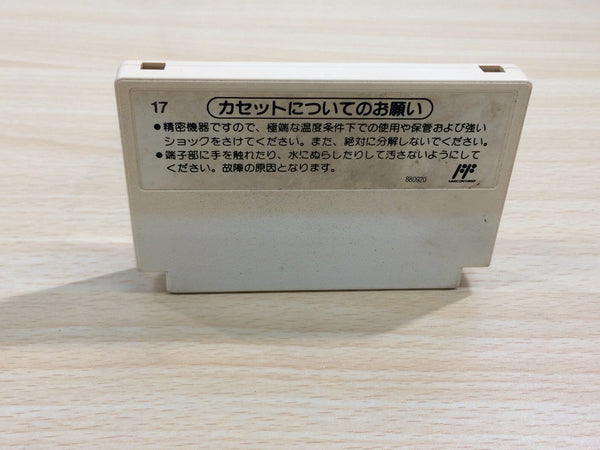 17
カセットについてのお願い
●精密機器ですので、極端な温度条件下での使用や保管および強い
ショックをさけてください。また、絶対に分解しないでください。
●端子部に手を触れたり、水にぬらしたりして汚さないようにして
ください。故障の原因となります。
880920